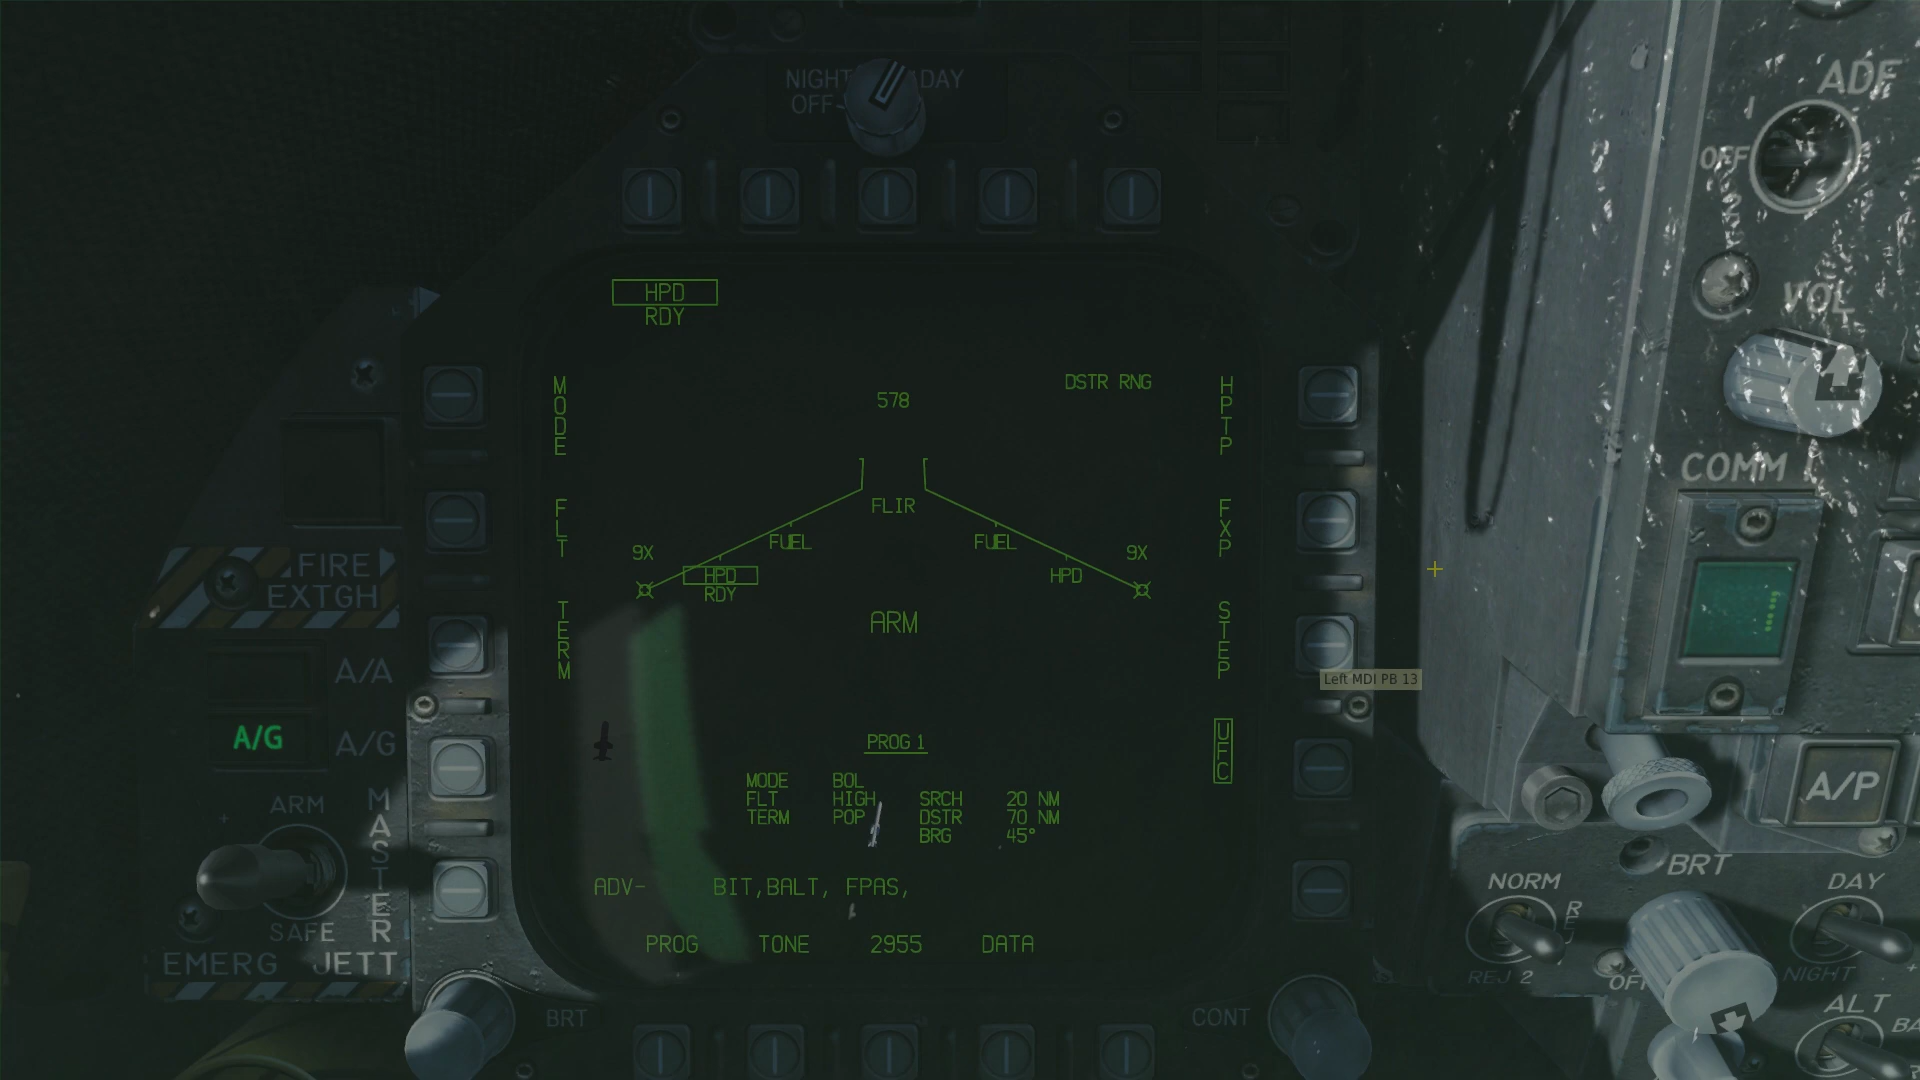 NIGHT DAY
OFF
ADF
OFF
HPD
RDY
VOL
MODE
578
DSTR RNG
HPTP
COMM
FLT
FLIR
FXP
9X
FUEL
FUEL
9X
FIRE
EXTGH
HPD
RDY
HPD
TERM
ARM
STEP
A/A
Left MDI PB 13
A/G
A/G
PROG 1
UFC
A/P
MODE BOL
FLT HIGH SRCH 20 NM
TERM POP DSTR 70 NM
BRG 45°
ARM
MASTER
SAFE
BRT
NORM
DAY
ADV- BIT,BALT, FPAS,
PROG TONE 2955 DATA
EMERG JETT
REJ 2
OFF
NIGHT
ALT
BRT
CONT